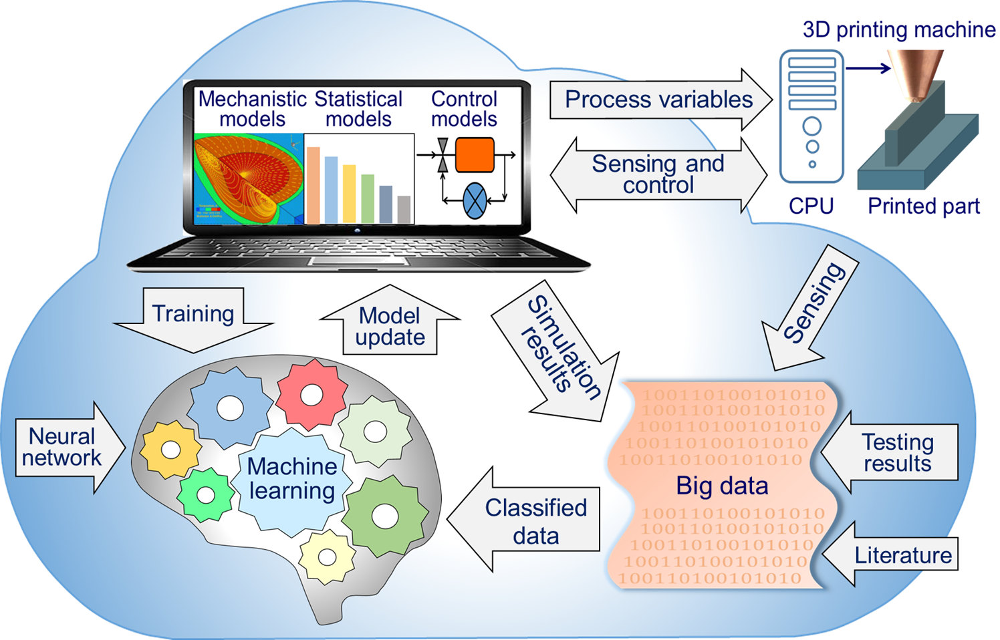 3D printing machine
Mechanistic
models
Statistical
models
Control
models
Process variables
Sensing and
control
CPU
Printed part
Training
Model
update
Simulation
results
Sensing
Neural
network
Machine
learning
Classified
data
100110100101010
100110100101010
100110100101010
100110100101010
100110100101010
Big data
100110100101010
100110100101010
100110100101010
100110100101010
100110100101010
Testing
results
Literature